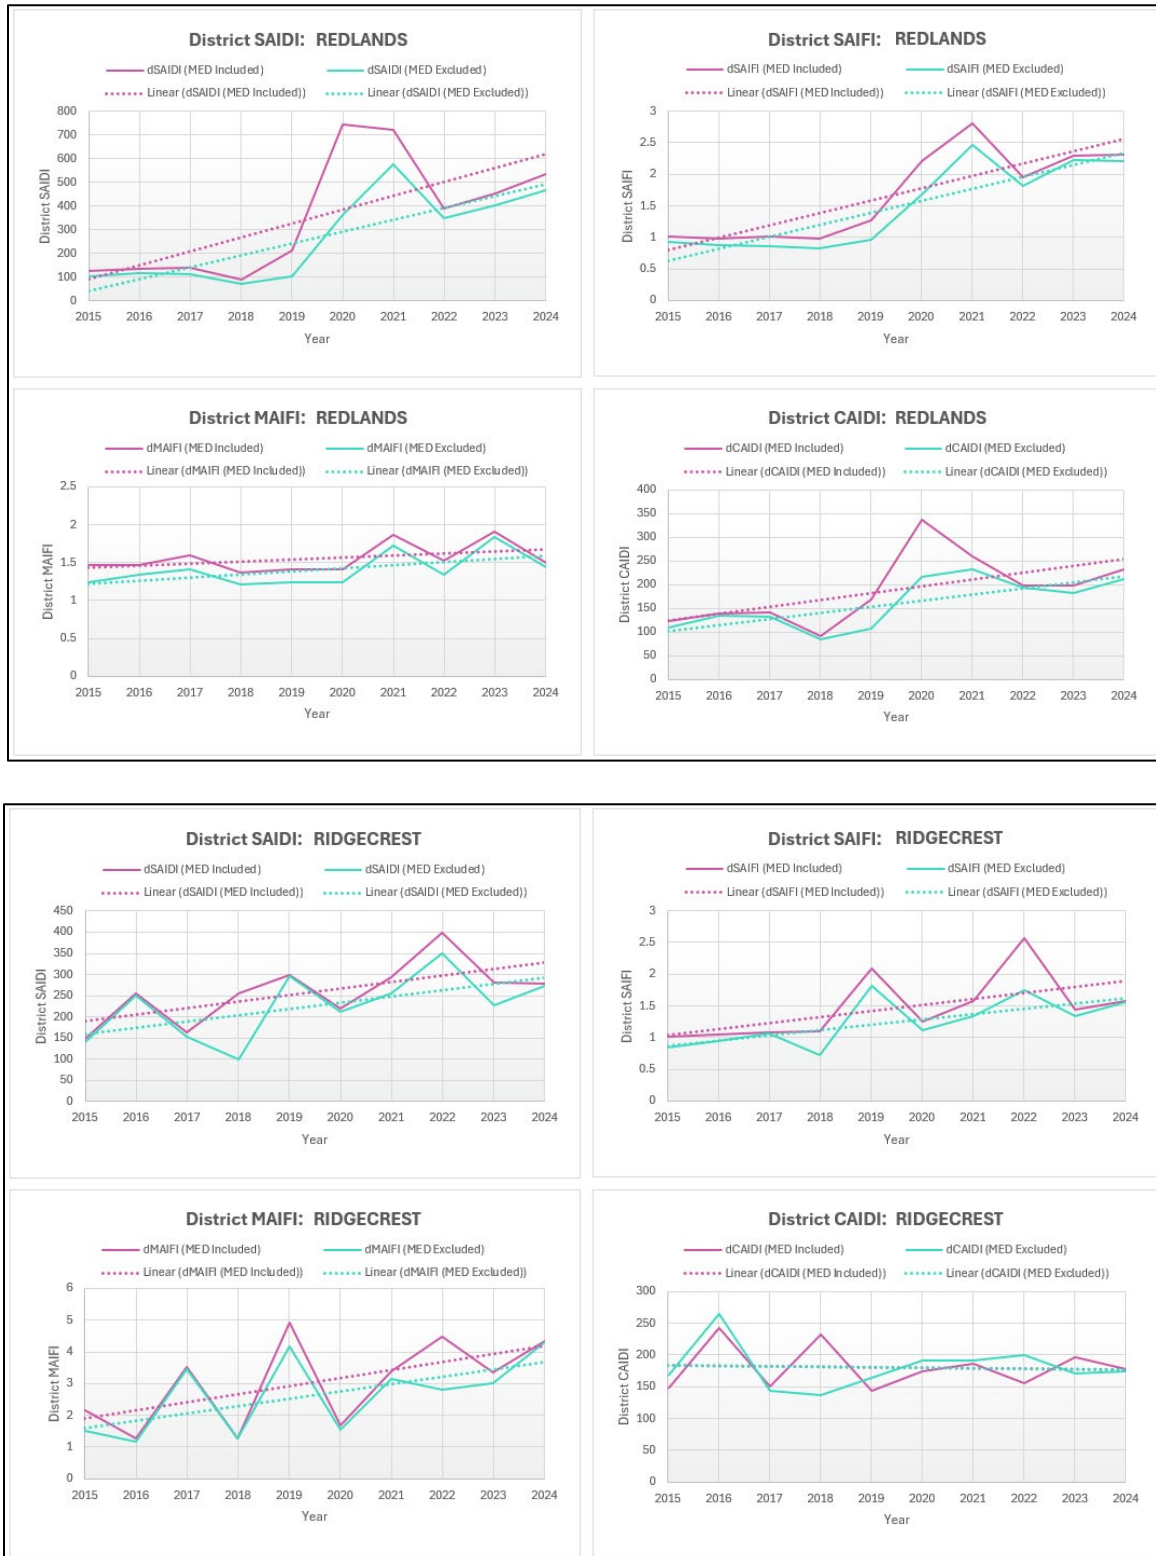 District SAIDI: REDLANDS
dSAIDI (MED Included)
dSAIDI (MED Excluded)
Linear (dSAIDI (MED Included))
Linear (dSAIDI (MED Excluded))
800
700
600
500
400
300
200
100
0
District SAIDI
2015 2016 2017 2018 2019 2020 2021 2022 2023 2024
Year
District SAIFI: REDLANDS
dSAIFI (MED Included)
dSAIFI (MED Excluded)
Linear (dSAIFI (MED Included))
Linear (dSAIFI (MED Excluded))
3
2.5
2
1.5
1
0.5
0
District SAIFI
2015 2016 2017 2018 2019 2020 2021 2022 2023 2024
Year
District MAIFI: REDLANDS
dMAIFI (MED Included)
dMAIFI (MED Excluded)
Linear (dMAIFI (MED Included))
Linear (dMAIFI (MED Excluded))
2.5
2
1.5
1
0.5
0
District MAIFI
2015 2016 2017 2018 2019 2020 2021 2022 2023 2024
Year
District CAIDI: REDLANDS
dCAIDI (MED Included)
dCAIDI (MED Excluded)
Linear (dCAIDI (MED Included))
Linear (dCAIDI (MED Excluded))
400
350
300
250
200
150
100
50
0
District CAIDI
2015 2016 2017 2018 2019 2020 2021 2022 2023 2024
Year
District SAIDI: RIDGECREST
dSAIDI (MED Included)
dSAIDI (MED Excluded)
Linear (dSAIDI (MED Included))
Linear (dSAIDI (MED Excluded))
450
400
350
300
250
200
150
100
50
0
District SAIDI
2015 2016 2017 2018 2019 2020 2021 2022 2023 2024
Year
District SAIFI: RIDGECREST
dSAIFI (MED Included)
dSAIFI (MED Excluded)
Linear (dSAIFI (MED Included))
Linear (dSAIFI (MED Excluded))
3
2.5
2
1.5
1
0.5
0
District SAIFI
2015 2016 2017 2018 2019 2020 2021 2022 2023 2024
Year
District MAIFI: RIDGECREST
dMAIFI (MED Included)
dMAIFI (MED Excluded)
Linear (dMAIFI (MED Included))
Linear (dMAIFI (MED Excluded))
6
5
4
3
2
1
0
District MAIFI
2015 2016 2017 2018 2019 2020 2021 2022 2023 2024
Year
District CAIDI: RIDGECREST
dCAIDI (MED Included)
dCAIDI (MED Excluded)
Linear (dCAIDI (MED Included))
Linear (dCAIDI (MED Excluded))
300
250
200
150
100
50
0
District CAIDI
2015 2016 2017 2018 2019 2020 2021 2022 2023 2024
Year